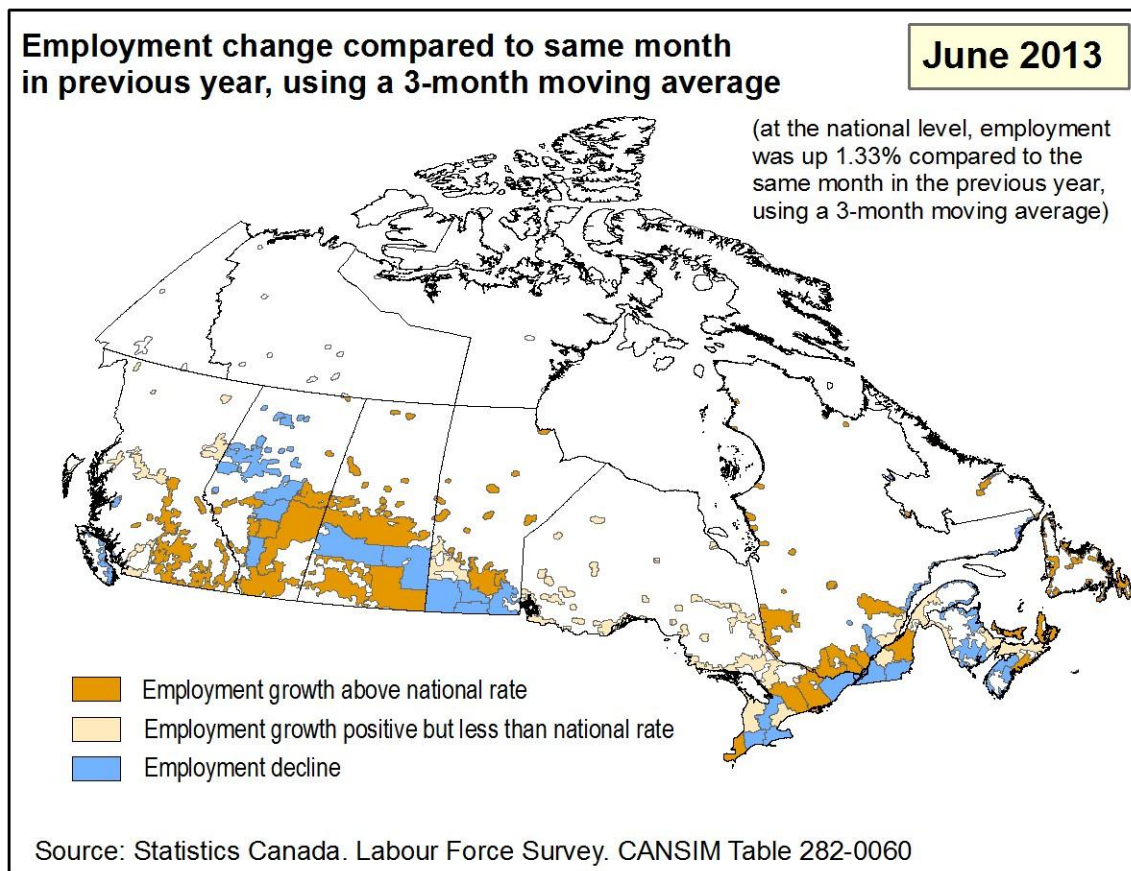 Employment change compared to same month
in previous year, using a 3-month moving average
June 2013
(at the national level, employment
was up 1.33% compared to the
same month in the previous year,
using a 3-month moving average)
Employment growth above national rate
Employment growth positive but less than national rate
Employment decline
Source: Statistics Canada. Labour Force Survey. CANSIM Table 282-0060